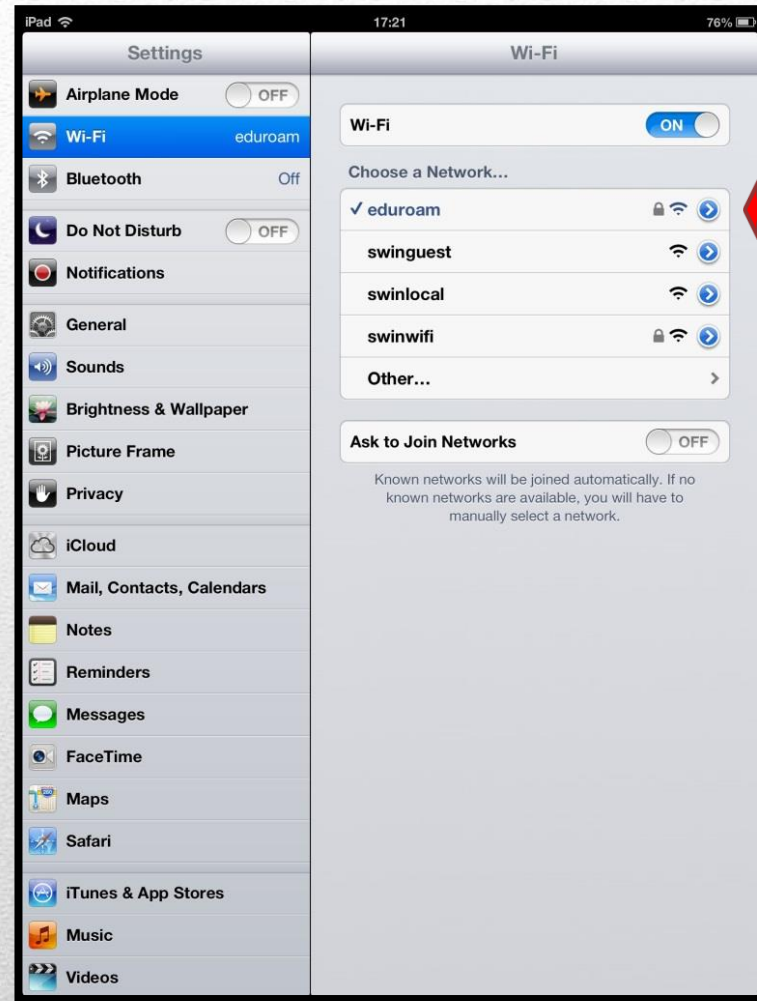 iPad 17:21 76%
Settings
Airplane Mode OFF
Wi-Fi eduroam
Bluetooth Off
Do Not Disturb OFF
Notifications
General
Sounds
Brightness & Wallpaper
Picture Frame
Privacy
iCloud
Mail, Contacts, Calendars
Notes
Reminders
Messages
FaceTime
Maps
Safari
iTunes & App Stores
Music
Videos
Wi-Fi
Wi-Fi ON
Choose a Network...
✓ eduroam
swinguest
swinlocal
swinwifi
Other...
Ask to Join Networks OFF
Known networks will be joined automatically. If no
known networks are available, you will have to
manually select a network.